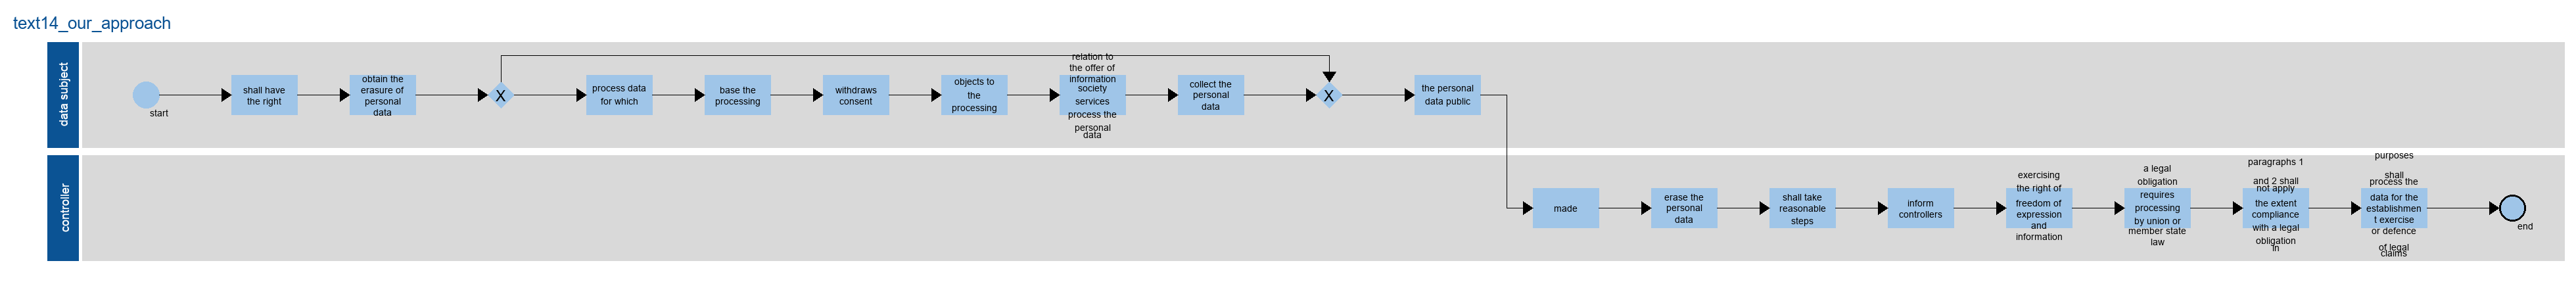 text14_our_approach
data subject
start
shall have
the right
obtain the
erasure of
personal
data
X
process data
for which
base the
processing
withdraws
consent
objects to
the
processing
relation to
the offer of
information
society
services
process the
personal
data
collect the
personal
data
X
the personal
data public
controller
made
erase the
personal
data
shall take
reasonable
steps
inform
controllers
exercising
the right of
freedom of
expression
and
information
a legal
obligation
requires
processing
by union or
member state
law
paragraphs 1
and 2 shall
not apply
the extent
compliance
with a legal
obligation
in
purposes
shall
process the
data for the
establishmen
t exercise
or defence
of legal
claims
end